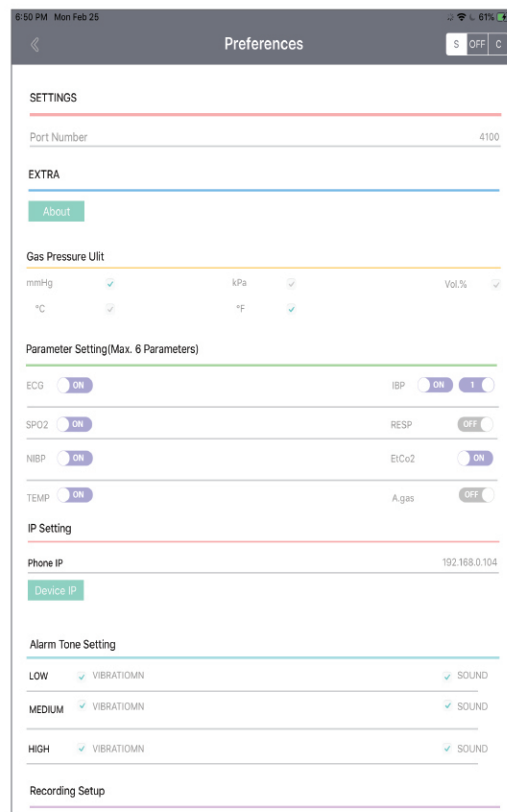 6:50 PM Mon Feb 25 61%
Preferences S OFF C
SETTINGS
Port Number 4100
EXTRA
About
Gas Pressure Ulit
mmHg kPa Vol.%
°C °F
Parameter Setting(Max. 6 Parameters)
ECG ON IBP ON 1
SPO2 ON RESP OFF
NIBP ON EtCo2 ON
TEMP ON A.gas OFF
IP Setting
Phone IP 192.168.0.104
Device IP
Alarm Tone Setting
LOW VIBRATIOMN SOUND
MEDIUM VIBRATIOMN SOUND
HIGH VIBRATIOMN SOUND
Recording Setup